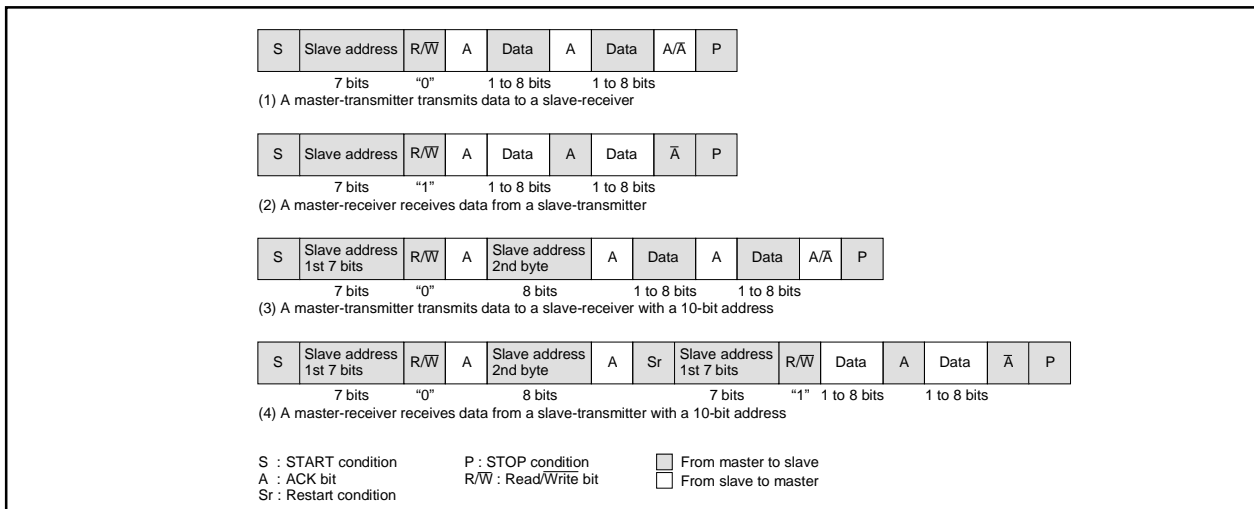 S Slave address R/W̅ A Data A Data A/A̅ P
7 bits “0” 1 to 8 bits 1 to 8 bits
(1) A master-transmitter transmits data to a slave-receiver
S Slave address R/W̅ A Data A Data A̅ P
7 bits “1” 1 to 8 bits 1 to 8 bits
(2) A master-receiver receives data from a slave-transmitter
S Slave address 1st 7 bits R/W̅ A Slave address 2nd byte A Data A Data A/A̅ P
7 bits “0” 8 bits 1 to 8 bits 1 to 8 bits
(3) A master-transmitter transmits data to a slave-receiver with a 10-bit address
S Slave address 1st 7 bits R/W̅ A Slave address 2nd byte A Sr Slave address 1st 7 bits R/W̅ Data A Data A̅ P
7 bits “0” 8 bits 7 bits “1” 1 to 8 bits 1 to 8 bits
(4) A master-receiver receives data from a slave-transmitter with a 10-bit address
S : START condition P : STOP condition From master to slave
A : ACK bit R/W̅ : Read/W̅r̅i̅t̅e̅ bit From slave to master
Sr : Restart condition